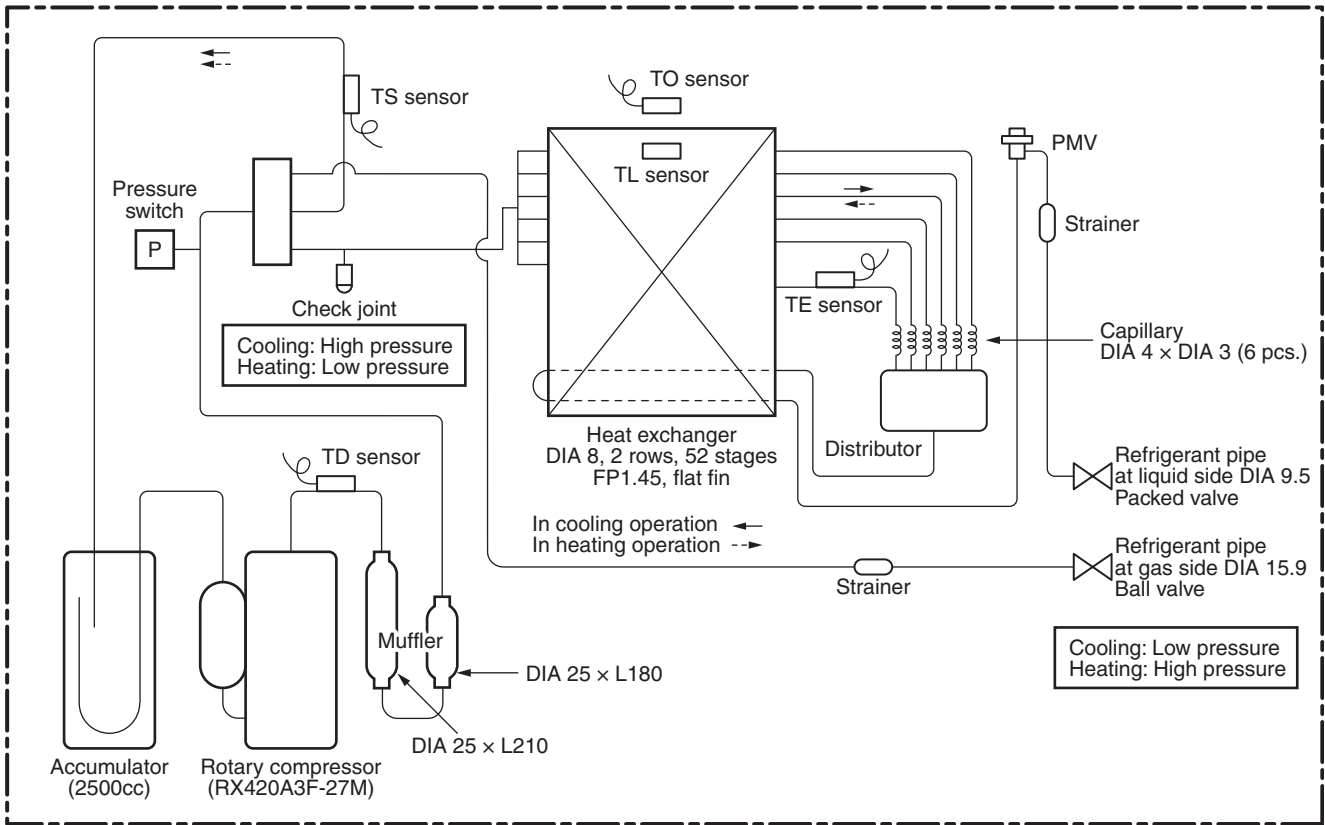 TS sensor
TO sensor
TL sensor
PMV
Pressure
switch
P
Strainer
TE sensor
Check joint
Cooling: High pressure
Heating: Low pressure
Capillary
DIA 4 × DIA 3 (6 pcs.)
Heat exchanger
DIA 8, 2 rows, 52 stages
FP1.45, flat fin
Distributor
TD sensor
Refrigerant pipe
at liquid side DIA 9.5
Packed valve
In cooling operation
In heating operation
Refrigerant pipe
at gas side DIA 15.9
Ball valve
Strainer
Muffler
Cooling: Low pressure
Heating: High pressure
DIA 25 × L180
DIA 25 × L210
Accumulator
(2500cc)
Rotary compressor
(RX420A3F-27M)